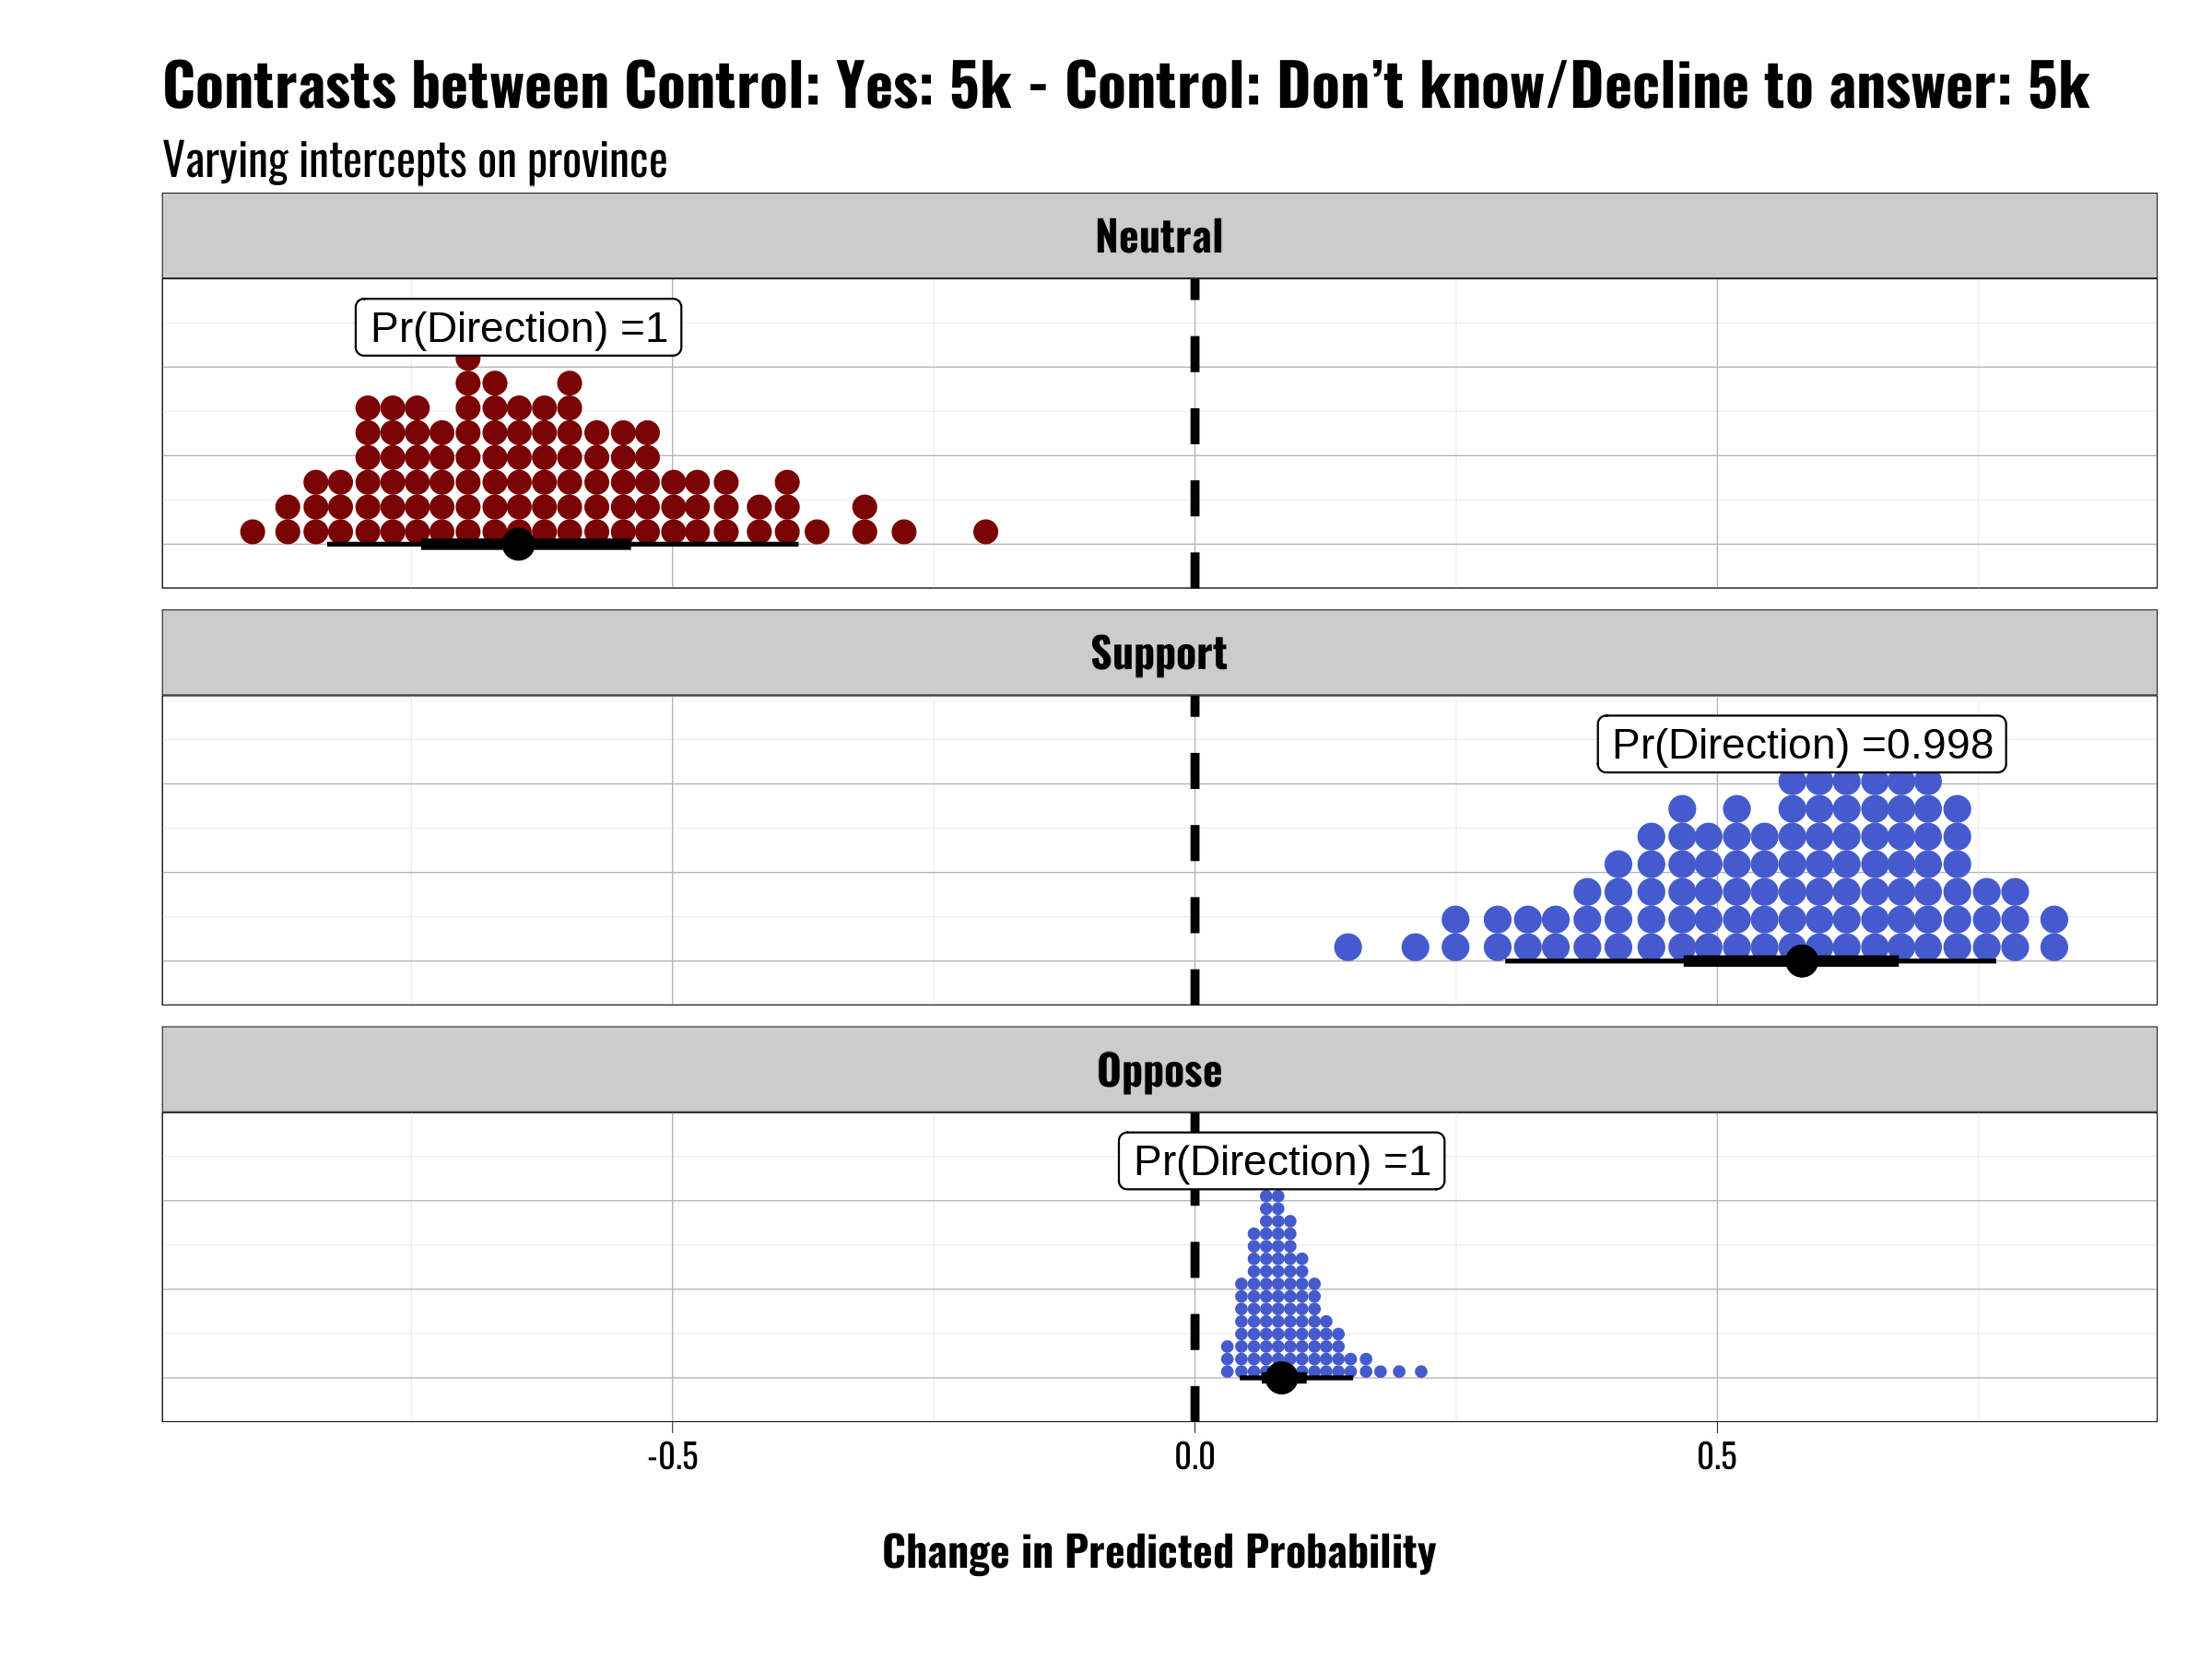 Contrasts between Control: Yes: 5k - Control: Don’t know/Decline to answer: 5k
Varying intercepts on province
Neutral
Pr(Direction) =1
Support
Pr(Direction) =0.998
Oppose
Pr(Direction) =1
-0.5 0.0 0.5
Change in Predicted Probability